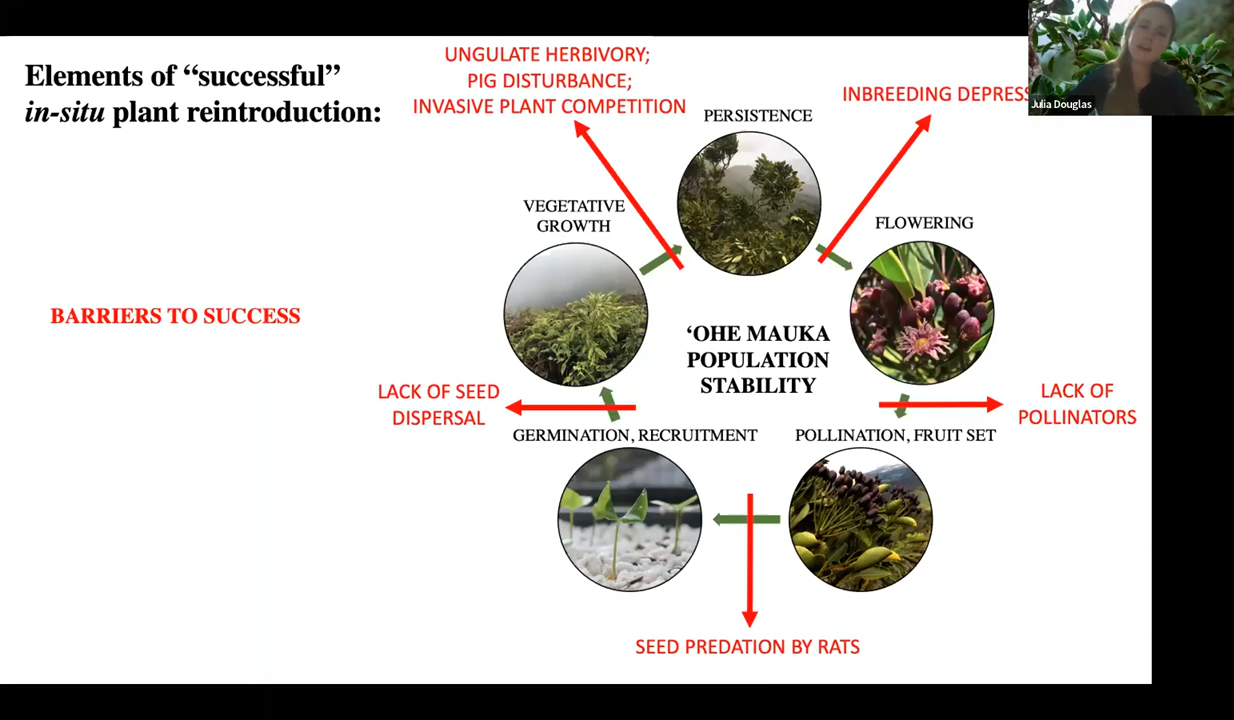 Elements of “successful”
in-situ plant reintroduction:
UNGULATE HERBIVORY;
PIG DISTURBANCE;
INVASIVE PLANT COMPETITION
PERSISTENCE
INBREEDING DEPRESS
Julia Douglas
VEGETATIVE
GROWTH
FLOWERING
BARRIERS TO SUCCESS
‘OHE MAUKA
POPULATION
STABILITY
LACK OF SEED
DISPERSAL
LACK OF
POLLINATORS
GERMINATION, RECRUITMENT
POLLINATION, FRUIT SET
SEED PREDATION BY RATS